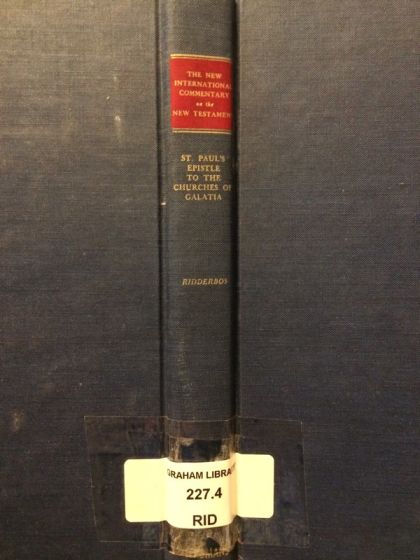 THE NEW
INTERNATIONAL
COMMENTARY
on the
NEW TESTAMENT
ST. PAUL'S
EPISTLE
TO THE
CHURCHES OF
GALATIA
RIDDERBOS
GRAHAM LIBRA
227.4
RID